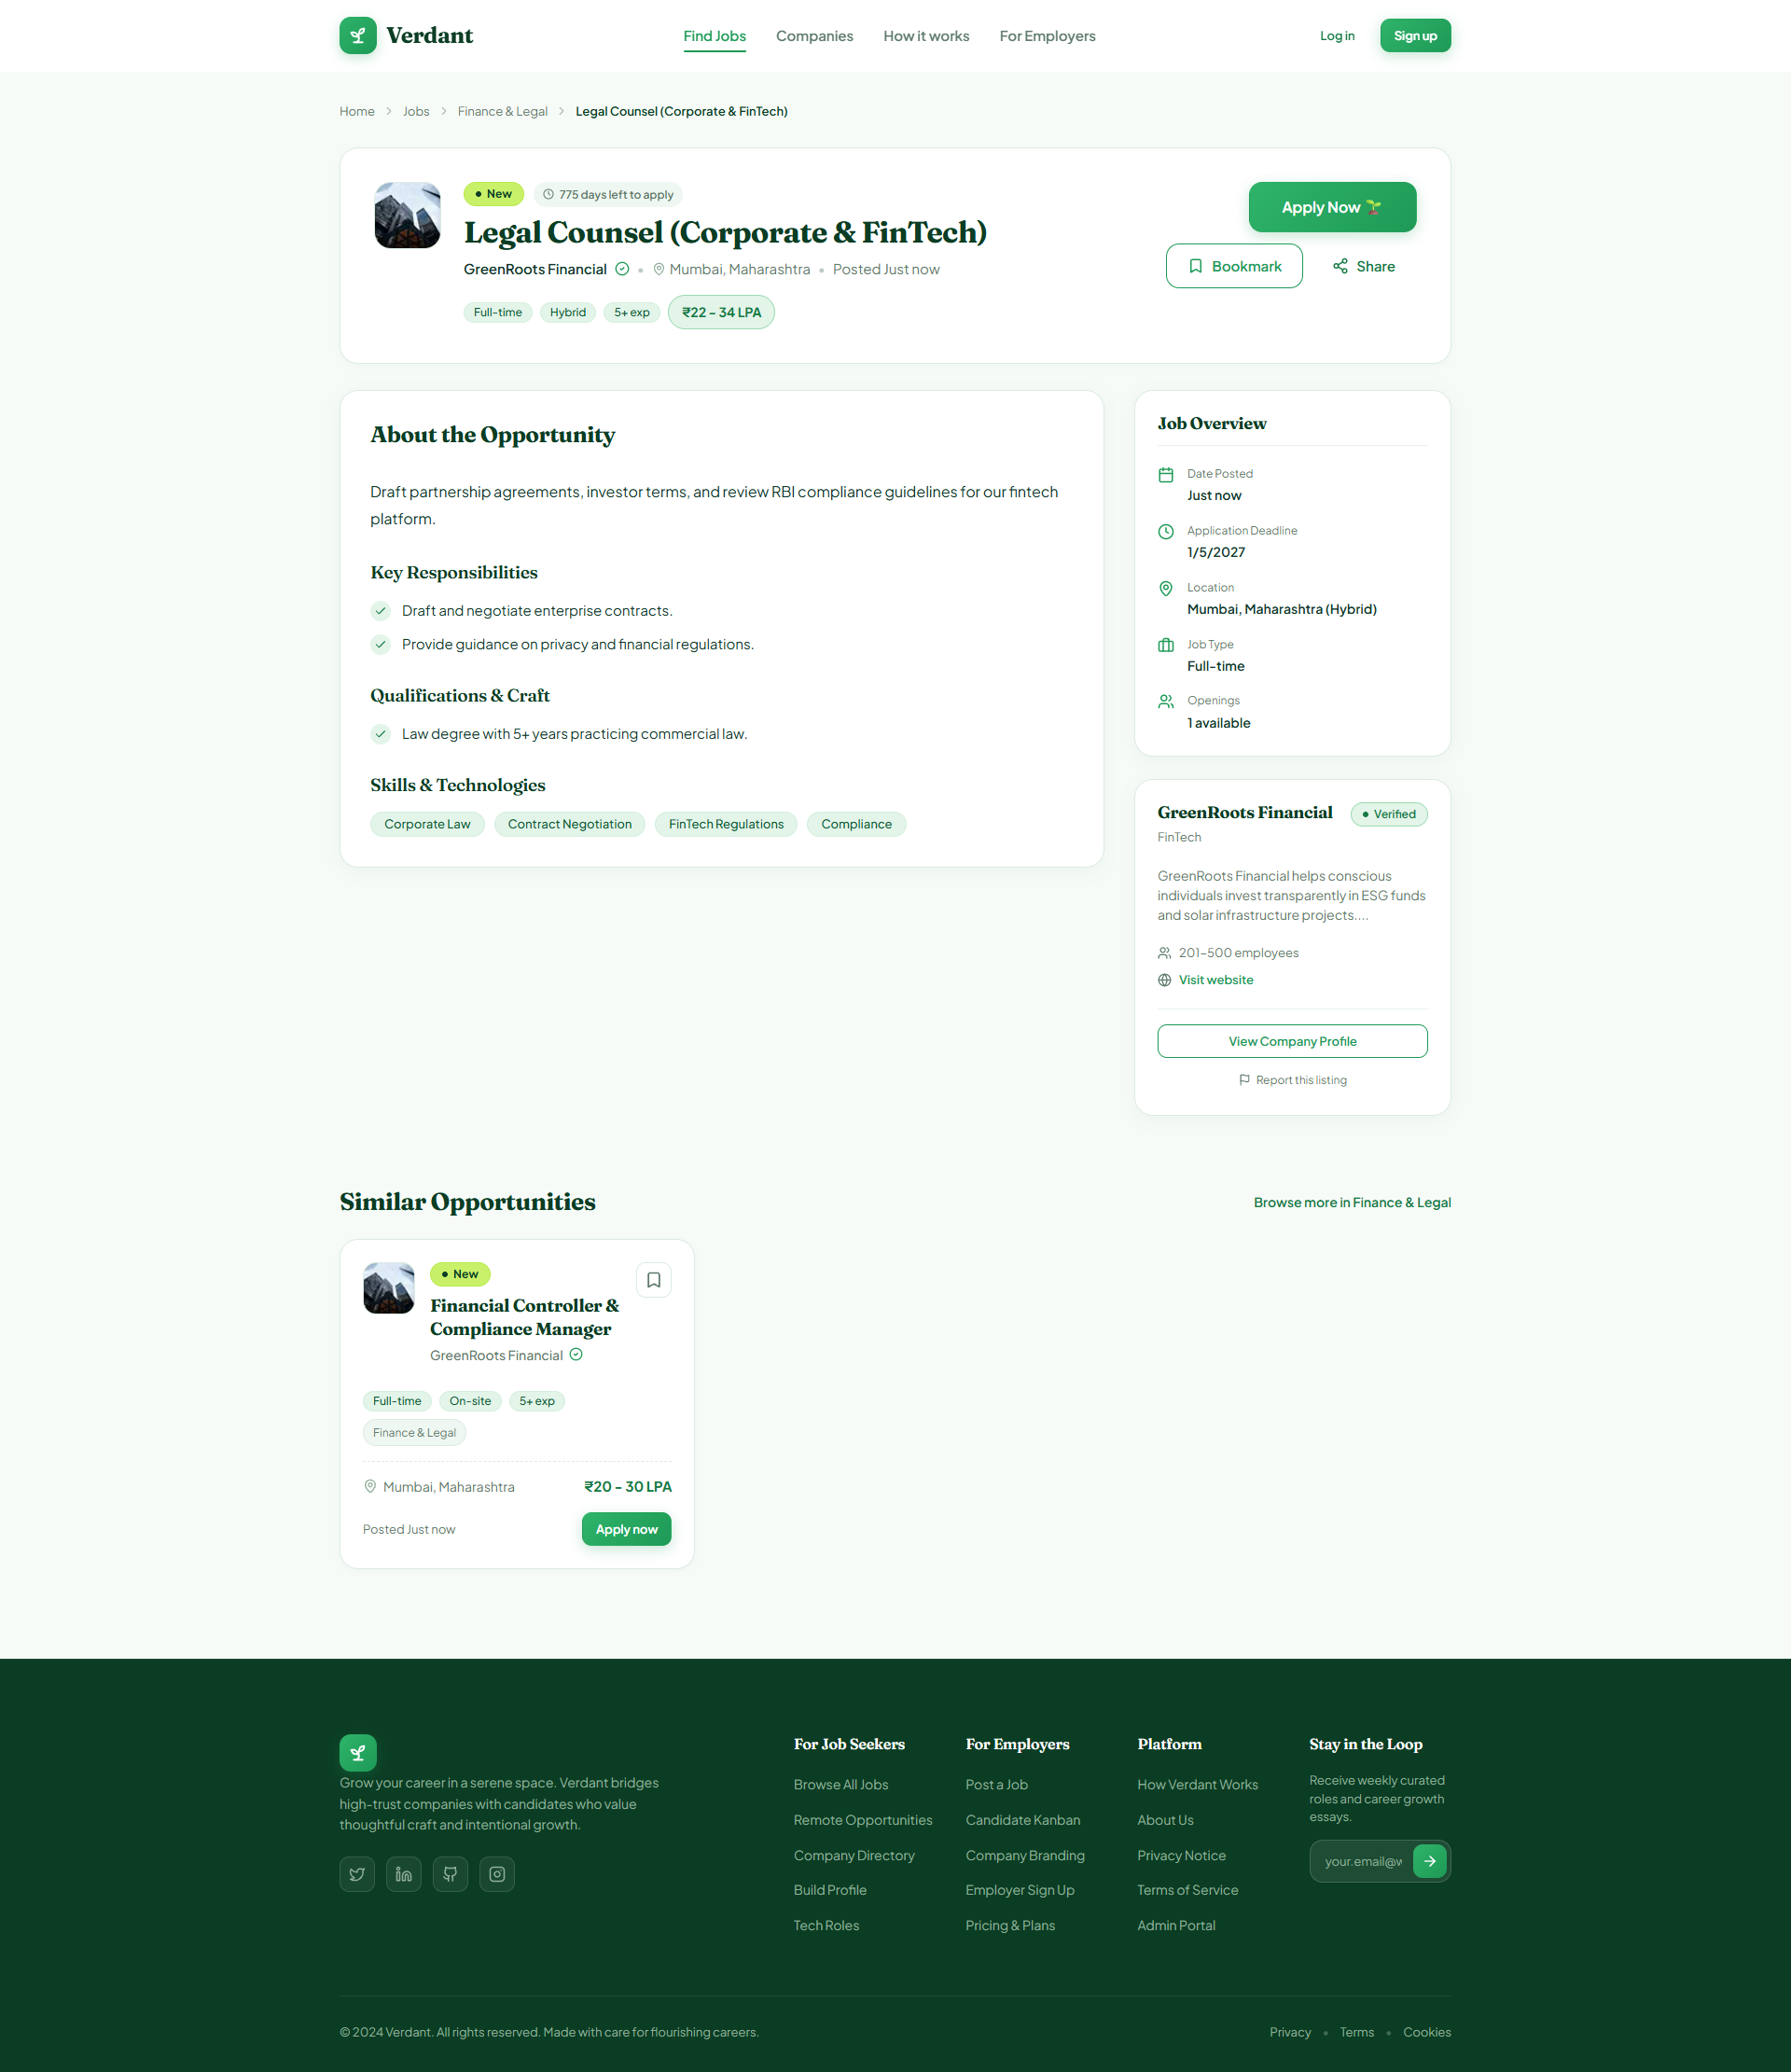 Verdant
Find Jobs
Companies
How it works
For Employers
Log in
Sign up
Home
Jobs
Finance & Legal
Legal Counsel (Corporate & FinTech)
New
775 days left to apply
Legal Counsel (Corporate & FinTech)
GreenRoots Financial
Mumbai, Maharashtra
Posted Just now
Full-time
Hybrid
5+ exp
₹22 - 34 LPA
Apply Now
Bookmark
Share
About the Opportunity
Draft partnership agreements, investor terms, and review RBI compliance guidelines for our fintech
platform.
Key Responsibilities
Draft and negotiate enterprise contracts.
Provide guidance on privacy and financial regulations.
Qualifications & Craft
Law degree with 5+ years practicing commercial law.
Skills & Technologies
Corporate Law
Contract Negotiation
FinTech Regulations
Compliance
Job Overview
Date Posted
Just now
Application Deadline
1/5/2027
Location
Mumbai, Maharashtra (Hybrid)
Job Type
Full-time
Openings
1 available
GreenRoots Financial
Verified
FinTech
GreenRoots Financial helps conscious
individuals invest transparently in ESG funds
and solar infrastructure projects....
201-500 employees
Visit website
View Company Profile
Report this listing
Similar Opportunities
Browse more in Finance & Legal
New
Financial Controller &
Compliance Manager
GreenRoots Financial
Full-time
On-site
5+ exp
Finance & Legal
Mumbai, Maharashtra
₹20 - 30 LPA
Posted Just now
Apply now
Grow your career in a serene space. Verdant bridges
high-trust companies with candidates who value
thoughtful craft and intentional growth.
For Job Seekers
Browse All Jobs
Remote Opportunities
Company Directory
Build Profile
Tech Roles
For Employers
Post a Job
Candidate Kanban
Company Branding
Employer Sign Up
Pricing & Plans
Platform
How Verdant Works
About Us
Privacy Notice
Terms of Service
Admin Portal
Stay in the Loop
Receive weekly curated
roles and career growth
essays.
your.email@w
© 2024 Verdant. All rights reserved. Made with care for flourishing careers.
Privacy
Terms
Cookies